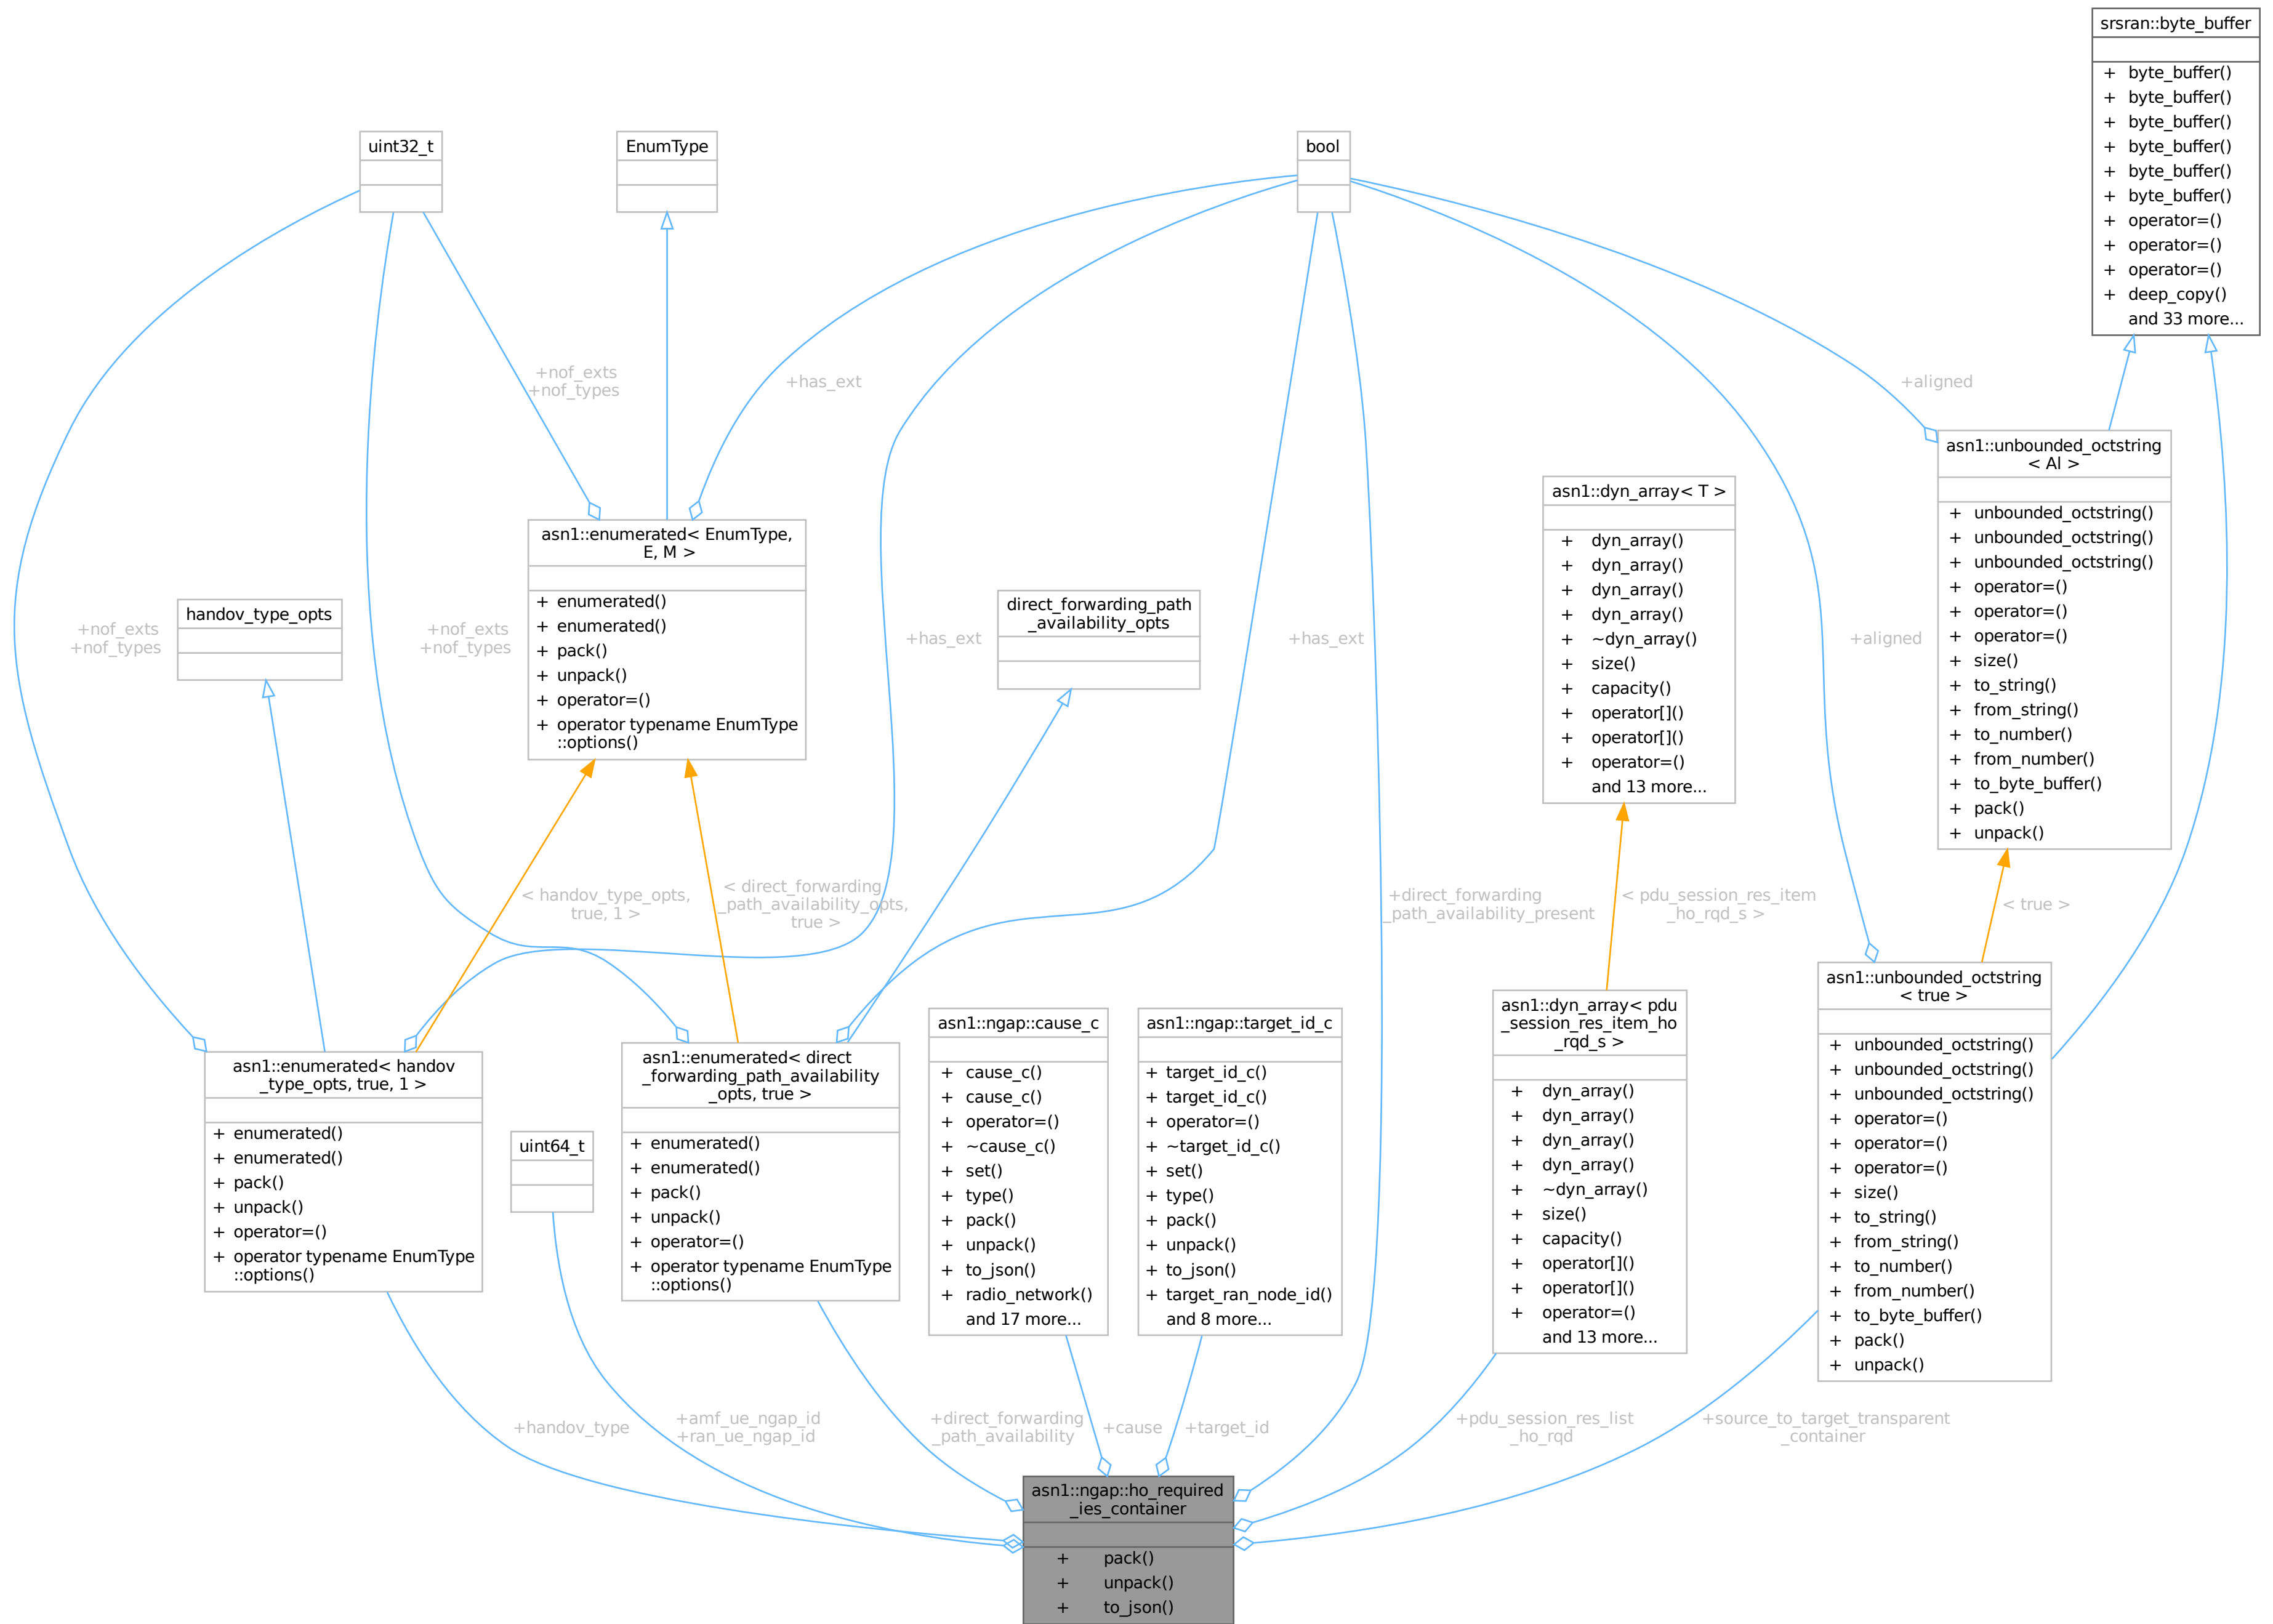 srsran::byte_buffer
+ byte_buffer()
+ byte_buffer()
+ byte_buffer()
+ byte_buffer()
+ byte_buffer()
+ byte_buffer()
+ operator=()
+ operator=()
+ operator=()
+ deep_copy()
and 33 more...
uint32_t
EnumType
bool
+nof_exts
+nof_types
+has_ext
+aligned
asn1::unbounded_octstring
< Al >
+ unbounded_octstring()
+ unbounded_octstring()
+ unbounded_octstring()
+ operator=()
+ operator=()
+ operator=()
+ size()
+ to_string()
+ from_string()
+ to_number()
+ from_number()
+ to_byte_buffer()
+ pack()
+ unpack()
asn1::dyn_array< T >
+ dyn_array()
+ dyn_array()
+ dyn_array()
+ dyn_array()
+ ~dyn_array()
+ size()
+ capacity()
+ operator[]()
+ operator[]()
+ operator=()
and 13 more...
asn1::enumerated< EnumType,
E, M >
+ enumerated()
+ enumerated()
+ pack()
+ unpack()
+ operator=()
+ operator typename EnumType
::options()
handov_type_opts
direct_forwarding_path
_availability_opts
+nof_exts
+nof_types
+nof_exts
+nof_types
+has_ext
+has_ext
+aligned
< handov_type_opts,
true, 1 >
< direct_forwarding
_path_availability_opts,
true >
+direct_forwarding
_path_availability_present
< pdu_session_res_item
_ho_rqd_s >
< true >
asn1::enumerated< handov
_type_opts, true, 1 >
+ enumerated()
+ enumerated()
+ pack()
+ unpack()
+ operator=()
+ operator typename EnumType
::options()
uint64_t
asn1::enumerated< direct
_forwarding_path_availability
_opts, true >
+ enumerated()
+ enumerated()
+ pack()
+ unpack()
+ operator=()
+ operator typename EnumType
::options()
asn1::ngap::cause_c
+ cause_c()
+ cause_c()
+ operator=()
+ ~cause_c()
+ set()
+ type()
+ pack()
+ unpack()
+ to_json()
+ radio_network()
and 17 more...
asn1::ngap::target_id_c
+ target_id_c()
+ target_id_c()
+ operator=()
+ ~target_id_c()
+ set()
+ type()
+ pack()
+ unpack()
+ to_json()
+ target_ran_node_id()
and 8 more...
asn1::dyn_array< pdu
_session_res_item_ho
_rqd_s >
+ dyn_array()
+ dyn_array()
+ dyn_array()
+ dyn_array()
+ ~dyn_array()
+ size()
+ capacity()
+ operator[]()
+ operator[]()
+ operator=()
and 13 more...
asn1::unbounded_octstring
< true >
+ unbounded_octstring()
+ unbounded_octstring()
+ unbounded_octstring()
+ operator=()
+ operator=()
+ operator=()
+ size()
+ to_string()
+ from_string()
+ to_number()
+ from_number()
+ to_byte_buffer()
+ pack()
+ unpack()
+handov_type
+amf_ue_ngap_id
+ran_ue_ngap_id
+direct_forwarding
_path_availability
+cause
+target_id
+pdu_session_res_list
_ho_rqd
+source_to_target_transparent
_container
asn1::ngap::ho_required
_ies_container
+ pack()
+ unpack()
+ to_json()